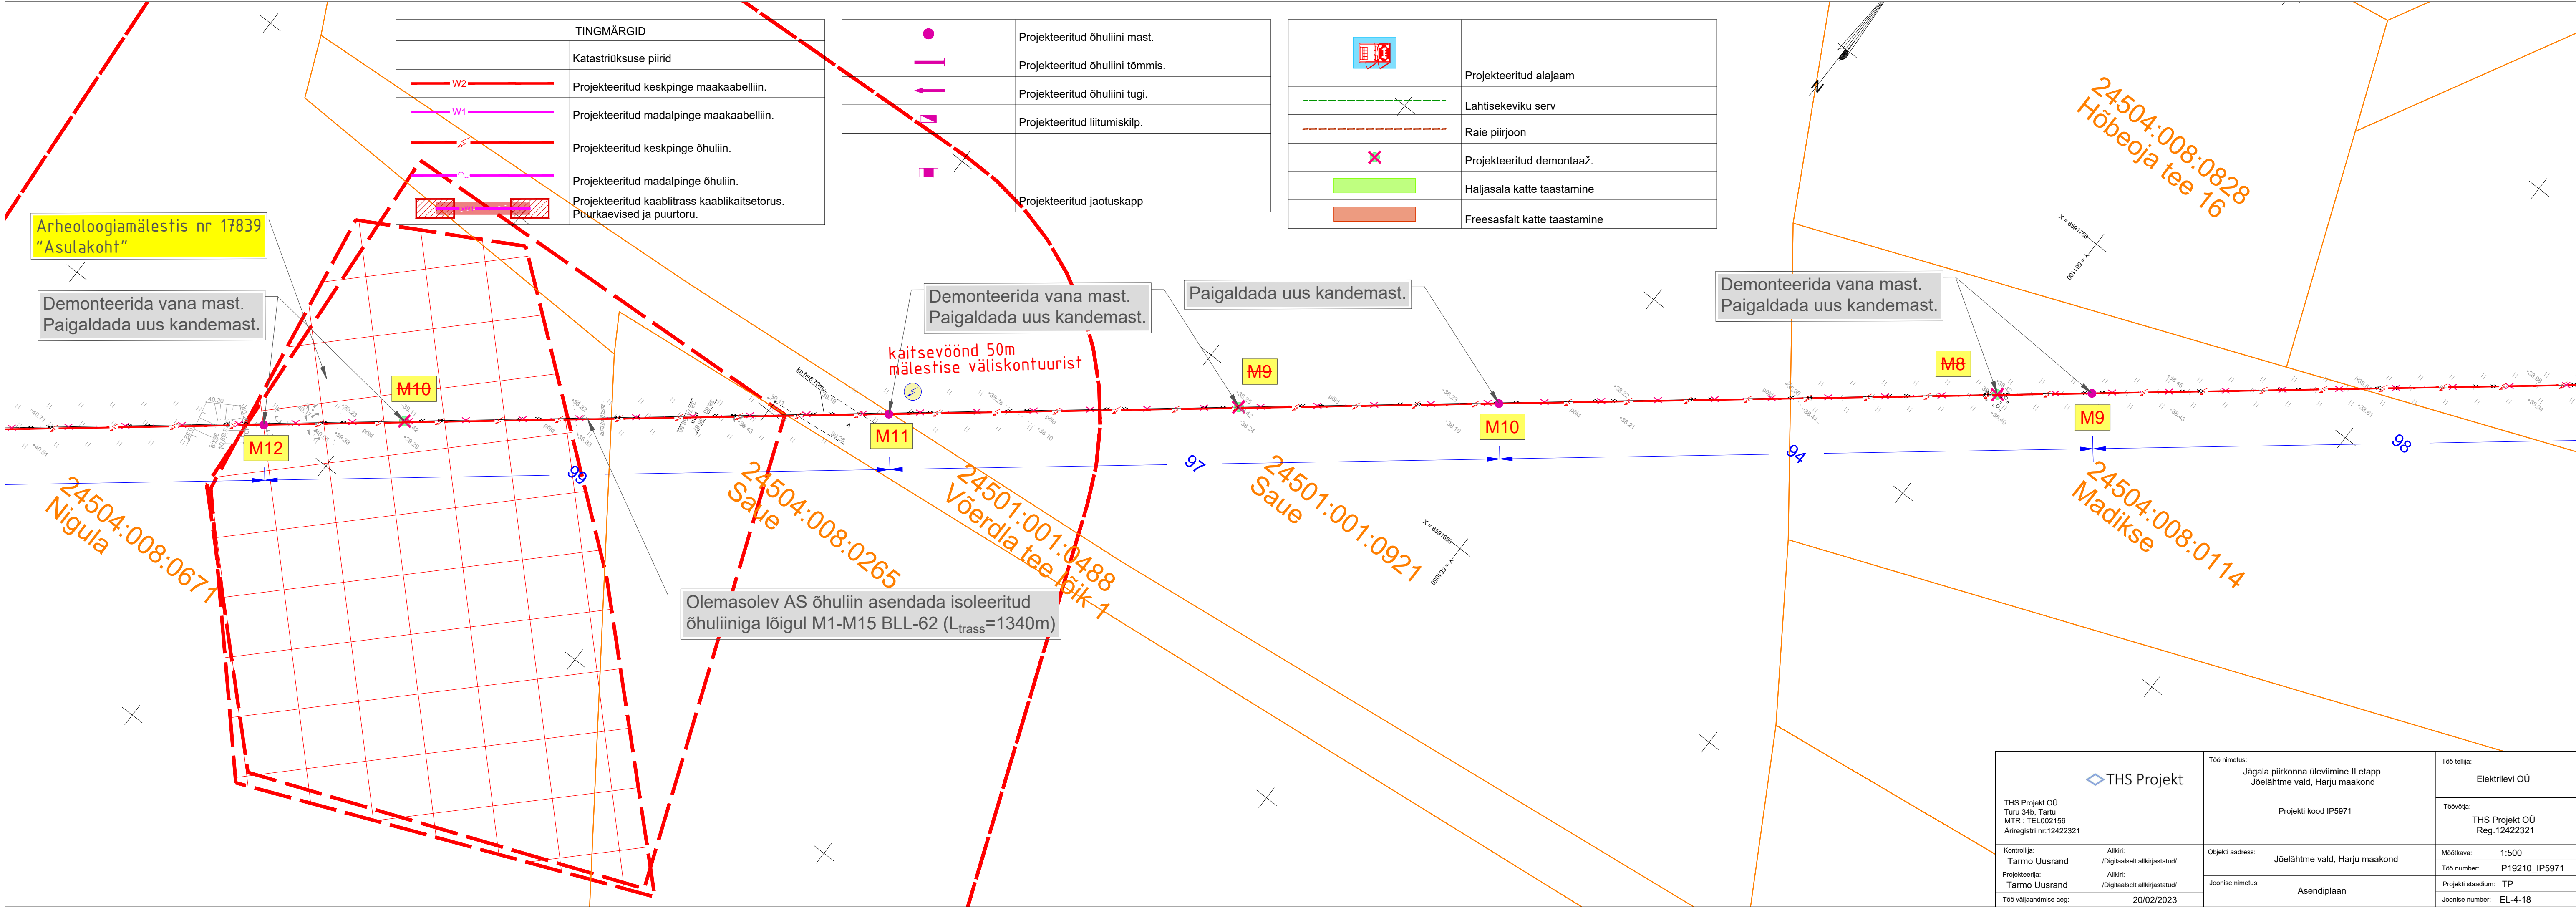 TINGMÄRGID
Katastriüksuse piirid
W2
Projekteeritud keskpinge maakaabelliin.
W1
Projekteeritud madalpinge maakaabelliin.
Projekteeritud keskpinge õhuliin.
Projekteeritud madalpinge õhuliin.
Projekteeritud kaablitrass kaablikaitsetorus.
Puurkaevised ja puurtoru.
Projekteeritud õhuliini mast.
Projekteeritud õhuliini tõmmis.
Projekteeritud õhuliini tugi.
Projekteeritud liitumiskilp.
Projekteeritud jaotuskapp
Projekteeritud alajaam
Lahtisekeviku serv
Raie piirjoon
Projekteeritud demontaaž.
Haljasala katte taastamine
Freesasfalt katte taastamine
N
24504:008:0828
Hõbeoja tee 16
X = 6591750
Y = 561100
Arheoloogiamälestis nr 17839
"Asulakoht"
Demonteerida vana mast.
Paigaldada uus kandemast.
Demonteerida vana mast.
Paigaldada uus kandemast.
Paigaldada uus kandemast.
Demonteerida vana mast.
Paigaldada uus kandemast.
kaitsevöönd 50m
mälestise väliskontuurist
M10
M9
M8
M12
M11
M10
M9
99
97
94
98
24504:008:0671
Nigula
24504:008:0265
Saue
24501:001:0488
Võerdla tee lõik 1
24501:001:0921
Saue
X = 6591650
Y = 561050
24504:008:0114
Madikse
Olemasolev AS õhuliin asendada isoleeritud
õhuliiniga lõigul M1-M15 BLL-62 (Ltrass=1340m)
THS Projekt
THS Projekt OÜ
Turu 34b, Tartu
MTR : TEL002156
Äriregistri nr:12422321
Töö nimetus:
Jägala piirkonna üleviimine II etapp.
Jõelähtme vald, Harju maakond
Projekti kood IP5971
Töö tellija:
Elektrilevi OÜ
Töövõtja:
THS Projekt OÜ
Reg.12422321
Kontrollija:
Allkiri:
Tarmo Uusrand
/Digitaalselt allkirjastatud/
Projekteerija:
Allkiri:
Tarmo Uusrand
/Digitaalselt allkirjastatud/
Töö väljaandmise aeg:
20/02/2023
Objekti aadress:
Jõelähtme vald, Harju maakond
Joonise nimetus:
Asendiplaan
Mõõtkava: 1:500
Töö number: P19210_IP5971
Projekti staadium: TP
Joonise number: EL-4-18